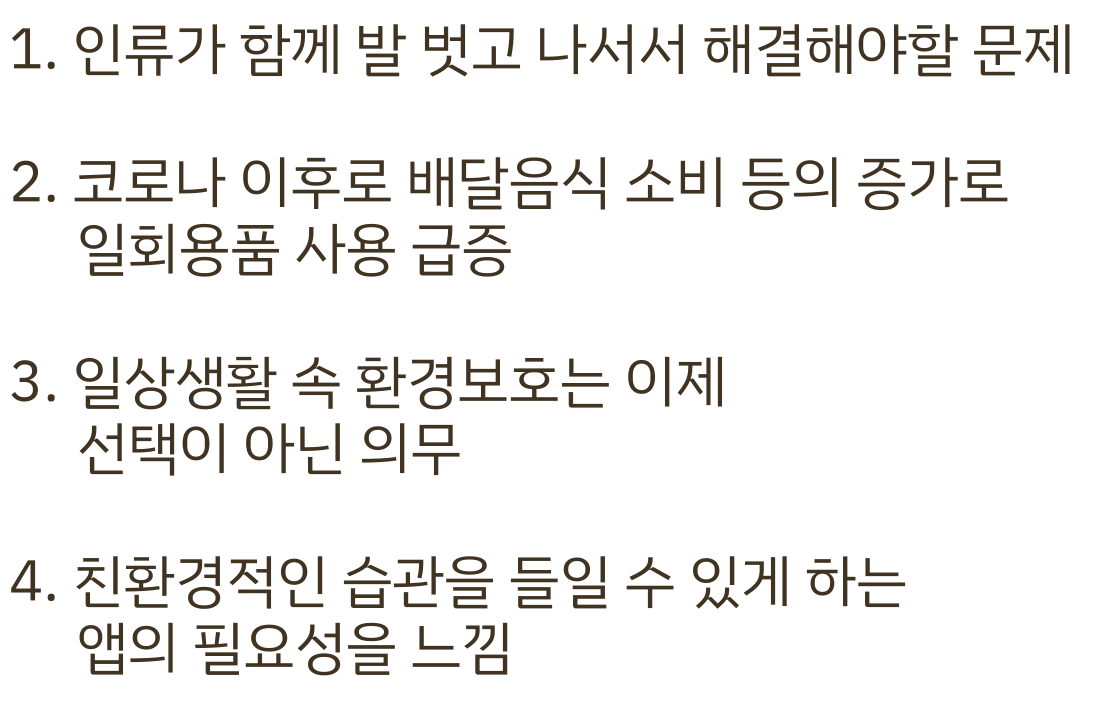 1. 인류가 함께 발 벗고 나서서 해결해야할 문제
2. 코로나 이후로 배달음식 소비 등의 증가로
일회용품 사용 급증
3. 일상생활 속 환경보호는 이제
선택이 아닌 의무
4. 친환경적인 습관을 들일 수 있게 하는
앱의 필요성을 느낌